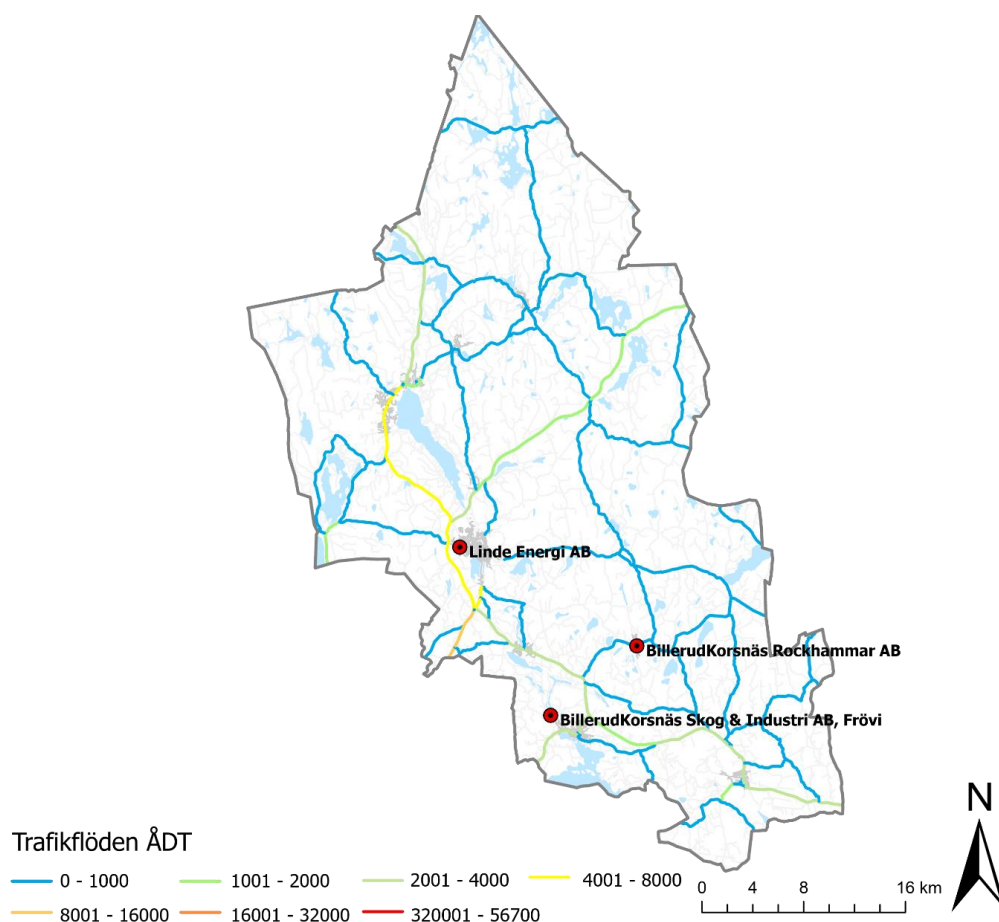 Linde Energi AB
BillerudKorsnäs Rockhammar AB
BillerudKorsnäs Skog & Industri AB, Frövi
N
Trafikflöden ÅDT
0 - 1000 1001 - 2000 2001 - 4000 4001 - 8000
8001 - 16000 16001 - 32000 320001 - 56700
0 4 8 16 km